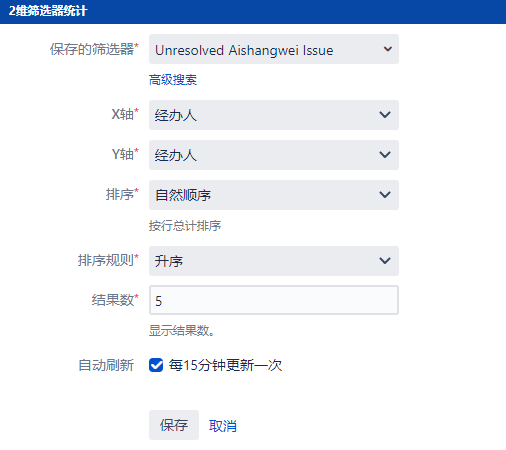 2维筛选器统计
保存的筛选器* Unresolved Aishangwei Issue
高级搜索
X轴* 经办人
Y轴* 经办人
排序* 自然顺序
按行总计排序
排序规则* 升序
结果数* 5
显示结果数。
自动刷新 每15分钟更新一次
保存 取消